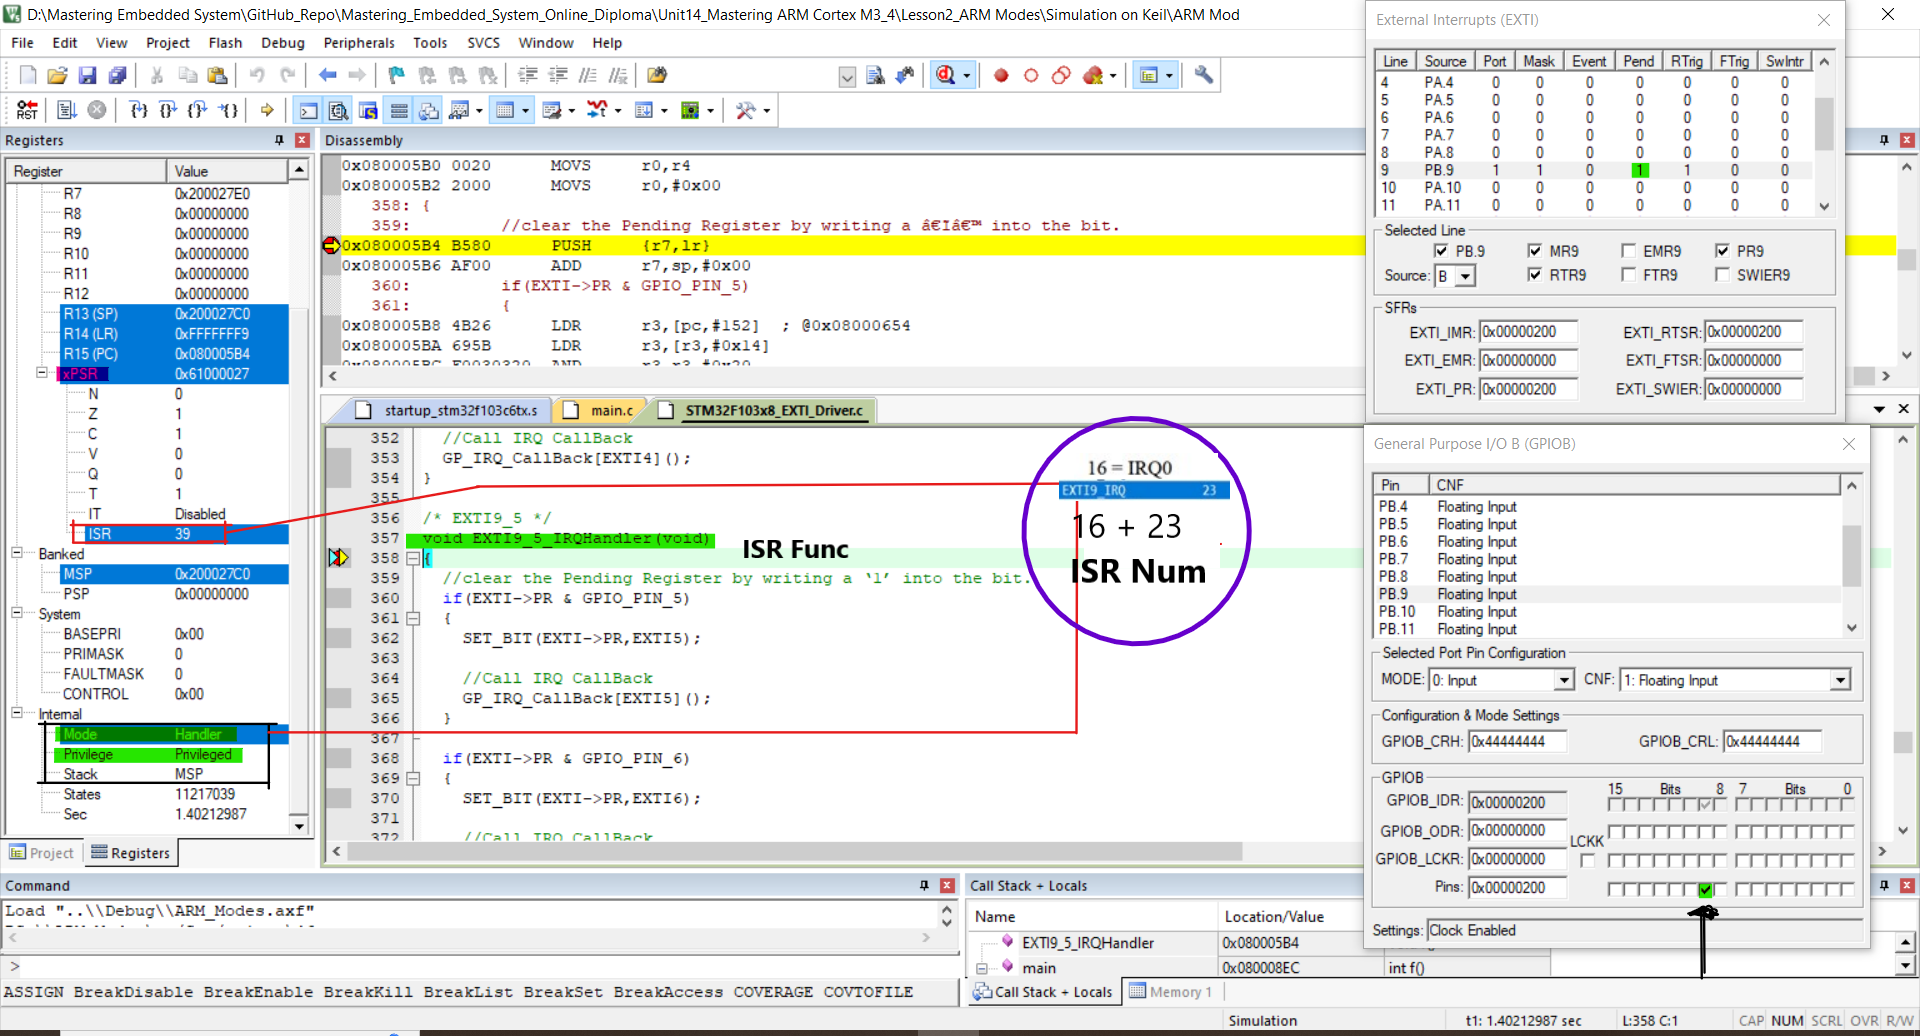 D:\Mastering Embedded System\GitHub_Repo\Mastering_Embedded_System_Online_Diploma\Unit14_Mastering ARM Cortex M3_4\Lesson2_ARM Modes\Simulation on Keil\ARM Mod
File Edit View Project Flash Debug Peripherals Tools SVCS Window Help
RST
Registers
Register Value
R7 0x200027E0
R8 0x00000000
R9 0x00000000
R10 0x00000000
R11 0x00000000
R12 0x00000000
R13 (SP) 0x200027C0
R14 (LR) 0xFFFFFFF9
R15 (PC) 0x080005B4
xPSR 0x61000027
N 0
Z 1
C 1
V 0
Q 0
T 1
IT Disabled
ISR 39
Banked
MSP 0x200027C0
PSP 0x00000000
System
BASEPRI 0x00
PRIMASK 0
FAULTMASK 0
CONTROL 0x00
Internal
Mode Handler
Privilege Privileged
Stack MSP
States 11217039
Sec 1.40212987
Project Registers
Disassembly
0x080005B0 0020 MOVS r0,r4
0x080005B2 2000 MOVS r0,#0x00
358: {
359: //clear the Pending Register by writing a â€Iâ€™ into the bit.
0x080005B4 B580 PUSH {r7,lr}
0x080005B6 AF00 ADD r7,sp,#0x00
360: if(EXTI->PR & GPIO_PIN_5)
361: {
0x080005B8 4B26 LDR r3,[pc,#152] ; @0x08000654
0x080005BA 695B LDR r3,[r3,#0x14]
startup_stm32f103c6tx.s main.c STM32F103x8_EXTI_Driver.c
352 //Call IRQ CallBack
353 GP_IRQ_CallBack[EXTI4]();
354 }
355
356 /* EXTI9_5 */
357 void EXTI9_5_IRQHandler(void)
358 {
359 //clear the Pending Register by writing a ‘1’ into the bit.
360 if(EXTI->PR & GPIO_PIN_5)
361 {
362 SET_BIT(EXTI->PR,EXTI5);
363
364 //Call IRQ CallBack
365 GP_IRQ_CallBack[EXTI5]();
366 }
367
368 if(EXTI->PR & GPIO_PIN_6)
369 {
370 SET_BIT(EXTI->PR,EXTI6);
371
372 //Call IRQ CallBack
ISR Func
16 = IRQ0
EXTI9_IRQ 23
16 + 23
ISR Num
External Interrupts (EXTI)
Line Source Port Mask Event Pend RTrig FTrig SwIntr
4 PA.4 0 0 0 0 0 0 0
5 PA.5 0 0 0 0 0 0 0
6 PA.6 0 0 0 0 0 0 0
7 PA.7 0 0 0 0 0 0 0
8 PA.8 0 0 0 0 0 0 0
9 PB.9 1 1 0 1 1 0 0
10 PA.10 0 0 0 0 0 0 0
11 PA.11 0 0 0 0 0 0 0
Selected Line
PB.9 MR9 EMR9 PR9
Source: B RTR9 FTR9 SWIER9
SFRs
EXTI_IMR: 0x00000200 EXTI_RTSR: 0x00000200
EXTI_EMR: 0x00000000 EXTI_FTSR: 0x00000000
EXTI_PR: 0x00000200 EXTI_SWIER: 0x00000000
General Purpose I/O B (GPIOB)
Pin CNF
PB.4 Floating Input
PB.5 Floating Input
PB.6 Floating Input
PB.7 Floating Input
PB.8 Floating Input
PB.9 Floating Input
PB.10 Floating Input
PB.11 Floating Input
Selected Port Pin Configuration
MODE: 0: Input CNF: 1: Floating Input
Configuration & Mode Settings
GPIOB_CRH: 0x44444444 GPIOB_CRL: 0x44444444
GPIOB
15 Bits 8 7 Bits 0
GPIOB_IDR: 0x00000200
GPIOB_ODR: 0x00000000
LCKK
GPIOB_LCKR: 0x00000000
Pins: 0x00000200
Settings: Clock Enabled
Command
Load "..\\Debug\\ARM_Modes.axf"
>
ASSIGN BreakDisable BreakEnable BreakKill BreakList BreakSet BreakAccess COVERAGE COVTOFILE
Call Stack + Locals
Name Location/Value
EXTI9_5_IRQHandler 0x080005B4
main 0x080008EC int f()
Call Stack + Locals Memory 1
Simulation t1: 1.40212987 sec L:358 C:1 CAP NUM SCRL OVR R/W